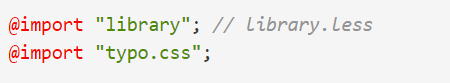 @import "library"; // library.less
@import "typo.css";